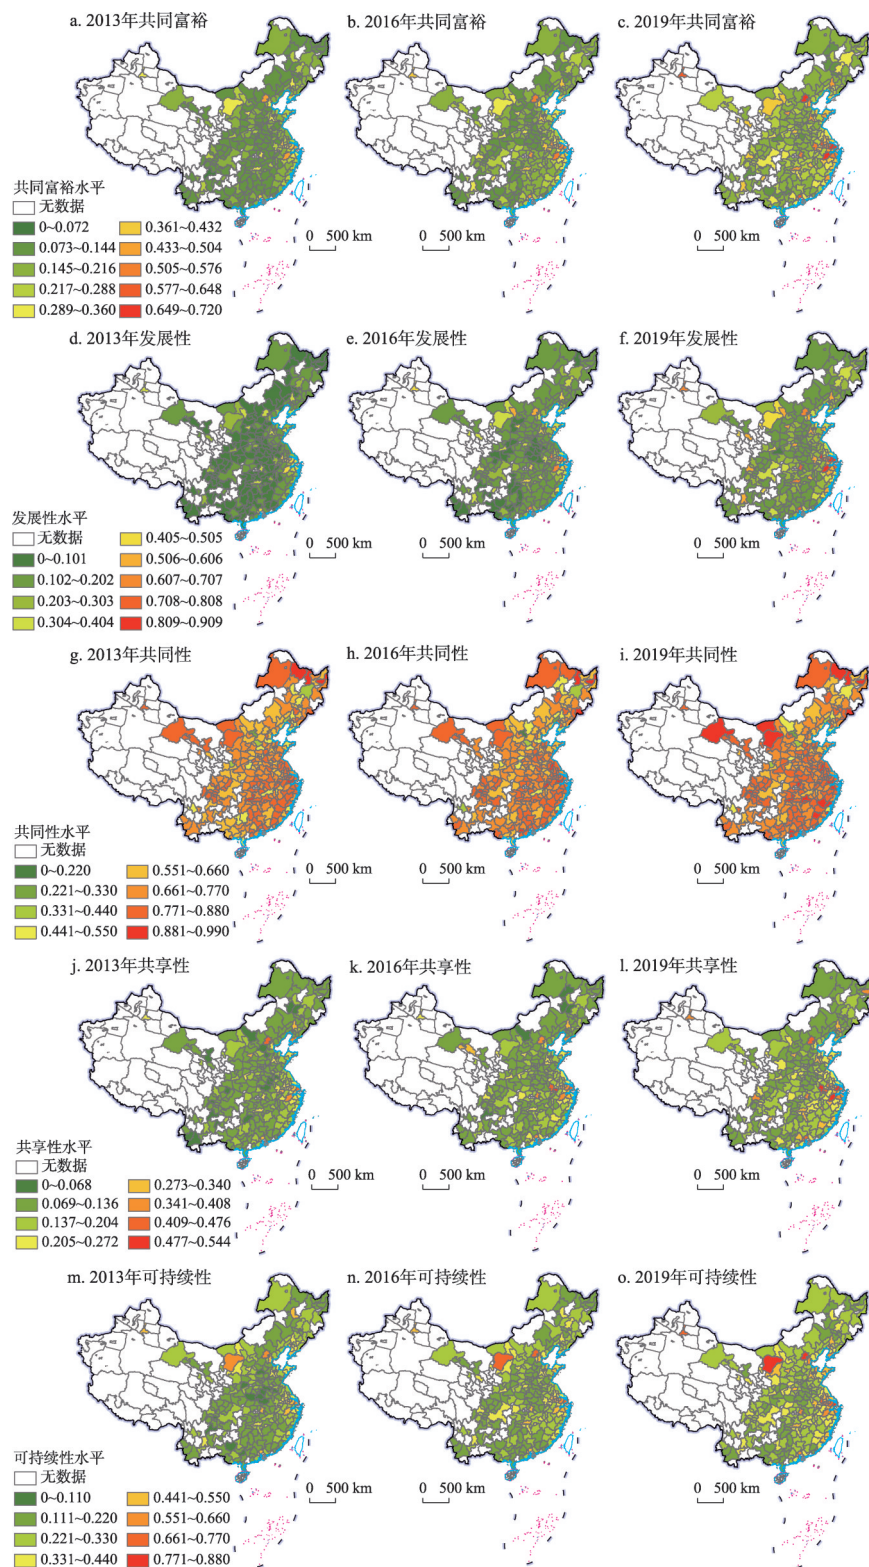 a. 2013年共同富裕
b. 2016年共同富裕
c. 2019年共同富裕
共同富裕水平
无数据
0~0.072
0.073~0.144
0.145~0.216
0.217~0.288
0.289~0.360
0.361~0.432
0.433~0.504
0.505~0.576
0.577~0.648
0.649~0.720
0 500 km
0 500 km
0 500 km
d. 2013年发展性
e. 2016年发展性
f. 2019年发展性
发展性水平
无数据
0~0.101
0.102~0.202
0.203~0.303
0.304~0.404
0.405~0.505
0.506~0.606
0.607~0.707
0.708~0.808
0.809~0.909
0 500 km
0 500 km
0 500 km
g. 2013年共同性
h. 2016年共同性
i. 2019年共同性
共同性水平
无数据
0~0.220
0.221~0.330
0.331~0.440
0.441~0.550
0.551~0.660
0.661~0.770
0.771~0.880
0.881~0.990
0 500 km
0 500 km
0 500 km
j. 2013年共享性
k. 2016年共享性
l. 2019年共享性
共享性水平
无数据
0~0.068
0.069~0.136
0.137~0.204
0.205~0.272
0.273~0.340
0.341~0.408
0.409~0.476
0.477~0.544
0 500 km
0 500 km
0 500 km
m. 2013年可持续性
n. 2016年可持续性
o. 2019年可持续性
可持续性水平
无数据
0~0.110
0.111~0.220
0.221~0.330
0.331~0.440
0.441~0.550
0.551~0.660
0.661~0.770
0.771~0.880
0 500 km
0 500 km
0 500 km